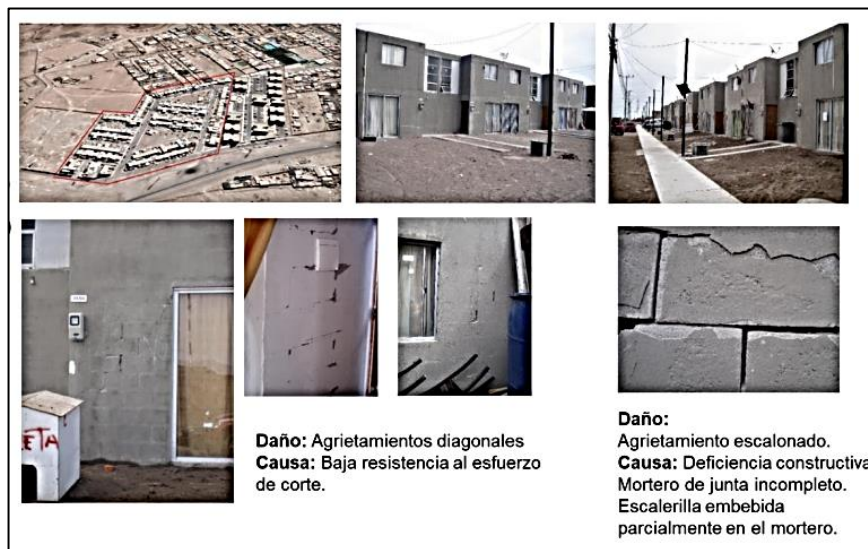 ETA
Daño: Agrietamientos diagonales
Causa: Baja resistencia al esfuerzo
de corte.
Daño:
Agrietamiento escalonado.
Causa: Deficiencia constructiva
Mortero de junta incompleto.
Escalerilla embebida
parcialmente en el mortero.